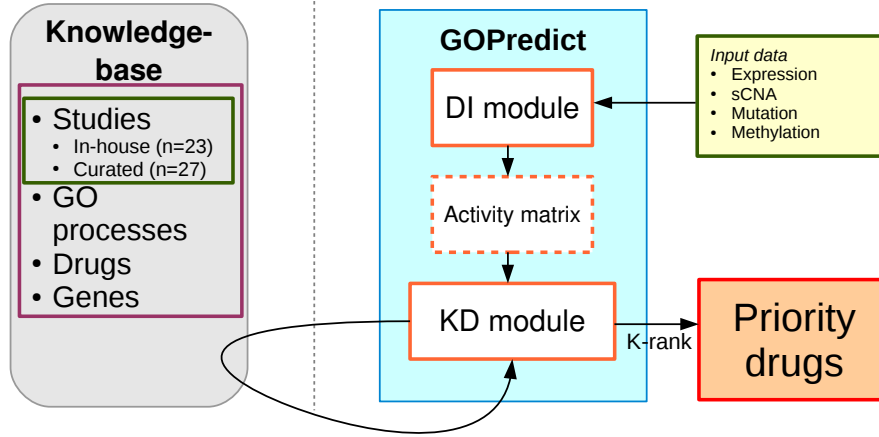 Knowledge-
base
• Studies
• In-house (n=23)
• Curated (n=27)
• GO
processes
• Drugs
• Genes
GOPredict
DI module
Activity matrix
KD module
Input data
• Expression
• sCNA
• Mutation
• Methylation
K-rank
Priority
drugs